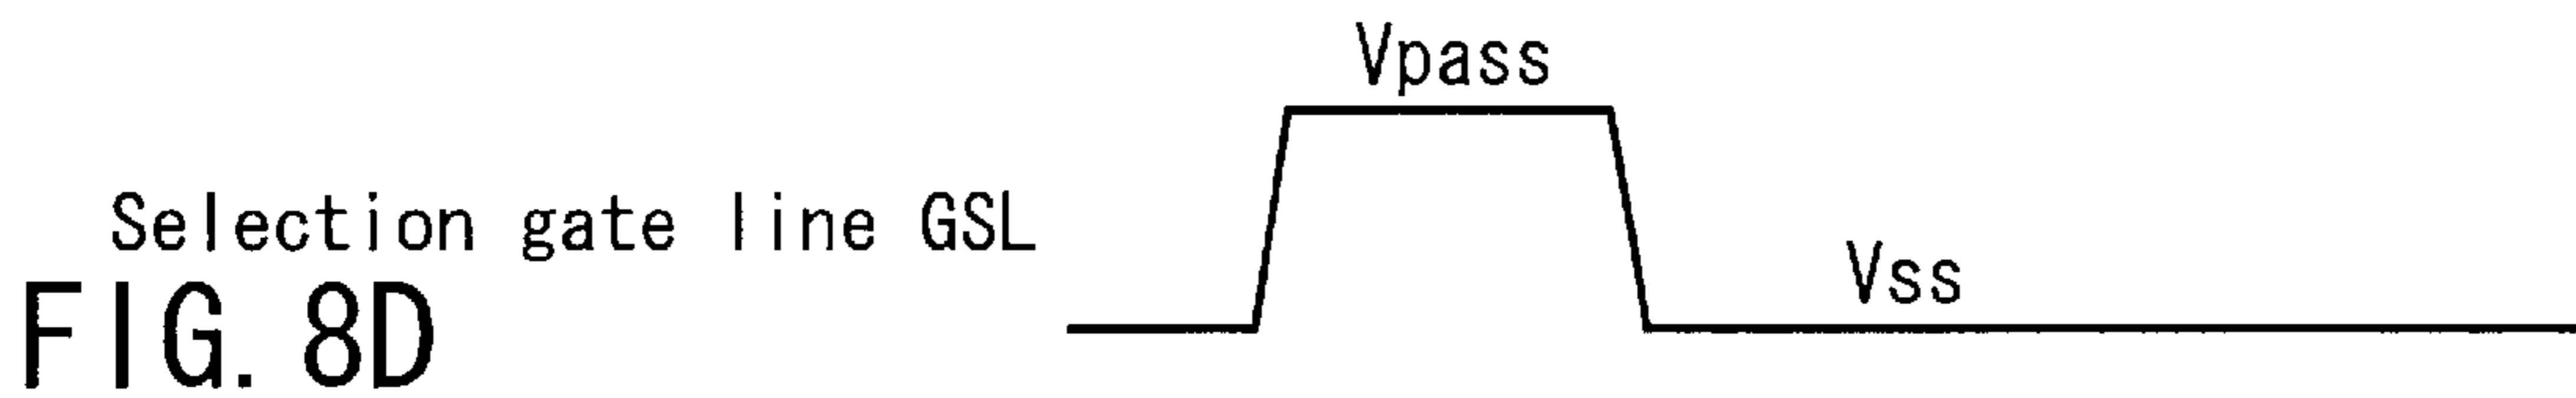 Vpass
Selection gate line GSL
Vss
FIG. 8D